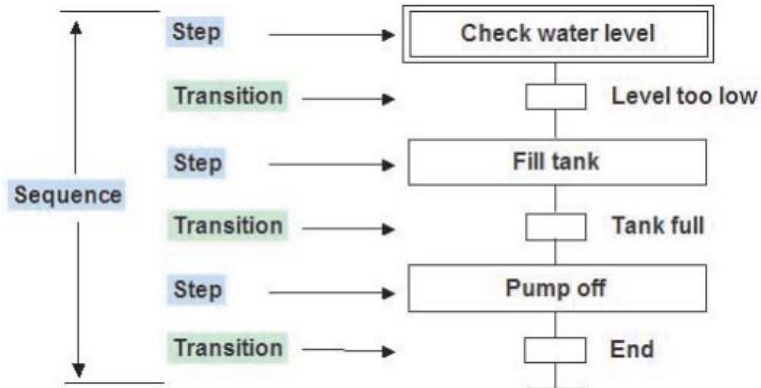 Step
Check water level
Transition
Level too low
Step
Fill tank
Sequence
Transition
Tank full
Step
Pump off
Transition
End